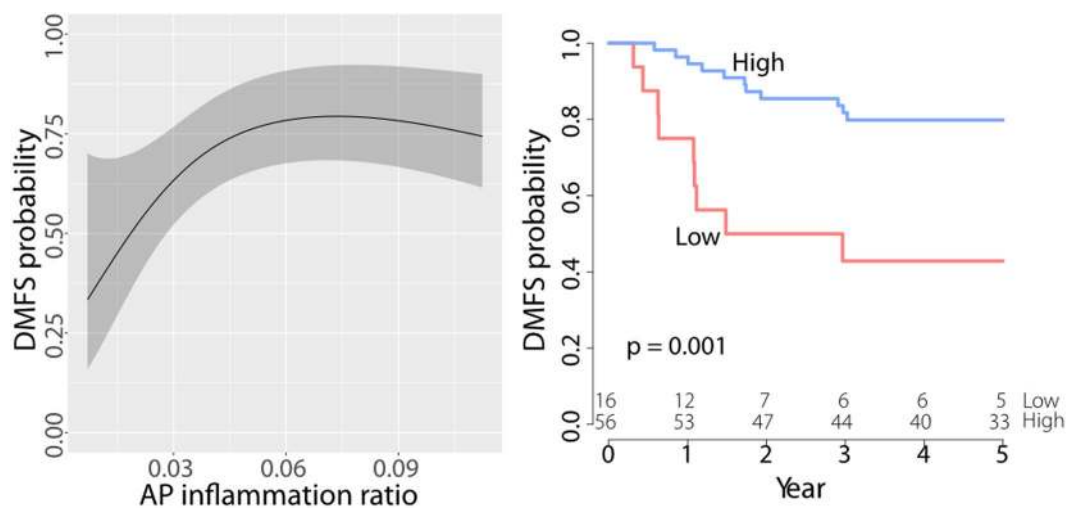 DMFS probability
1.00
0.75
0.50
0.25
0.00
0.03 0.06 0.09
AP inflammation ratio
DMFS probability
1.0
0.8
0.6
0.4
0.2
0.0
High
Low
p = 0.001
16 12 7 6 6 5 Low
56 53 47 44 40 33 High
0 1 2 3 4 5
Year